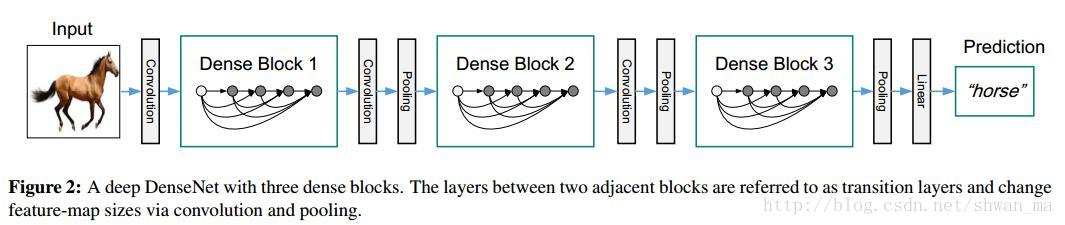 Input
Prediction
Convolution
Dense Block 1
Convolution
Pooling
Dense Block 2
Convolution
Pooling
Dense Block 3
Pooling
Linear
“horse”
Figure 2: A deep DenseNet with three dense blocks. The layers between two adjacent blocks are referred to as transition layers and change
feature-map sizes via convolution and pooling.
http://blog.csdn.net/shwan_ma